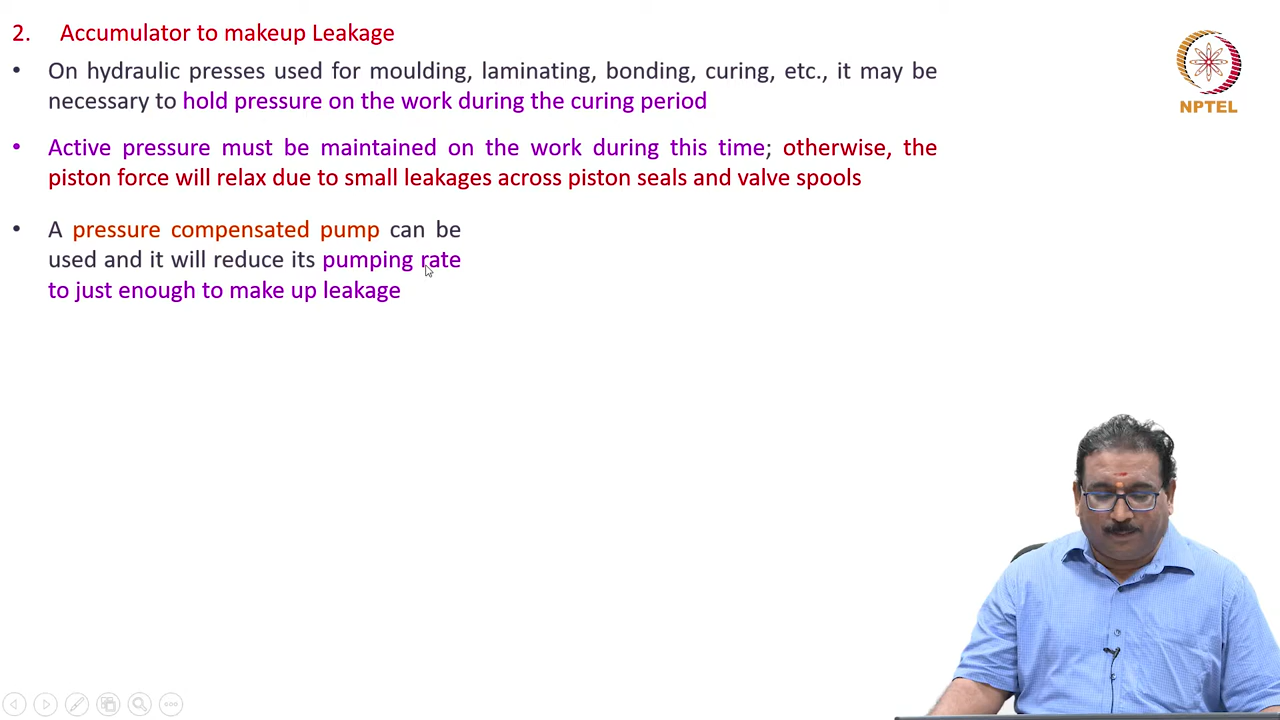 2. Accumulator to makeup Leakage
• On hydraulic presses used for moulding, laminating, bonding, curing, etc., it may be
necessary to hold pressure on the work during the curing period
• Active pressure must be maintained on the work during this time; otherwise, the
piston force will relax due to small leakages across piston seals and valve spools
• A pressure compensated pump can be
used and it will reduce its pumping rate
to just enough to make up leakage
NPTEL